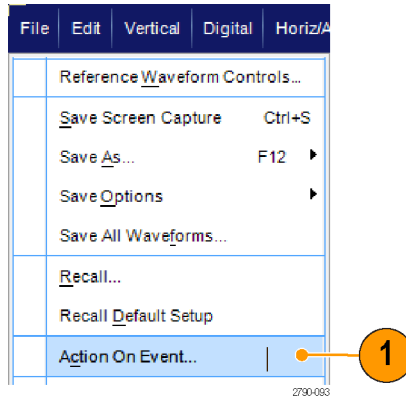 File Edit Vertical Digital Horiz/A
Reference Waveform Controls...
Save Screen Capture Ctrl+S
Save As... F12
Save Options
Save All Waveforms...
Recall...
Recall Default Setup
Action On Event...
1
2790-093